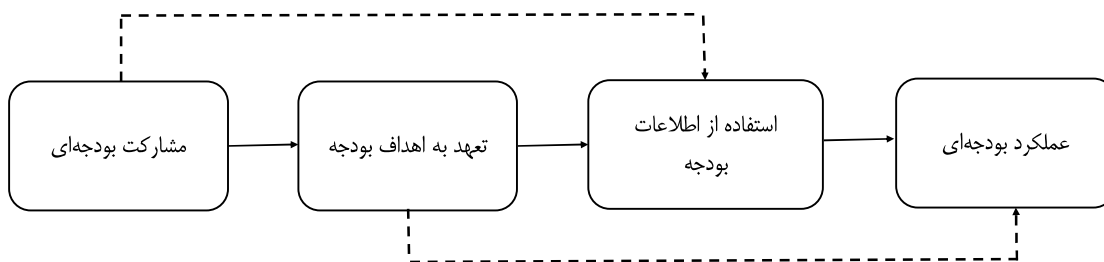 مشارکت بودجه‌ای
تعهد به اهداف بودجه
استفاده از اطلاعات
بودجه
عملکرد بودجه‌ای